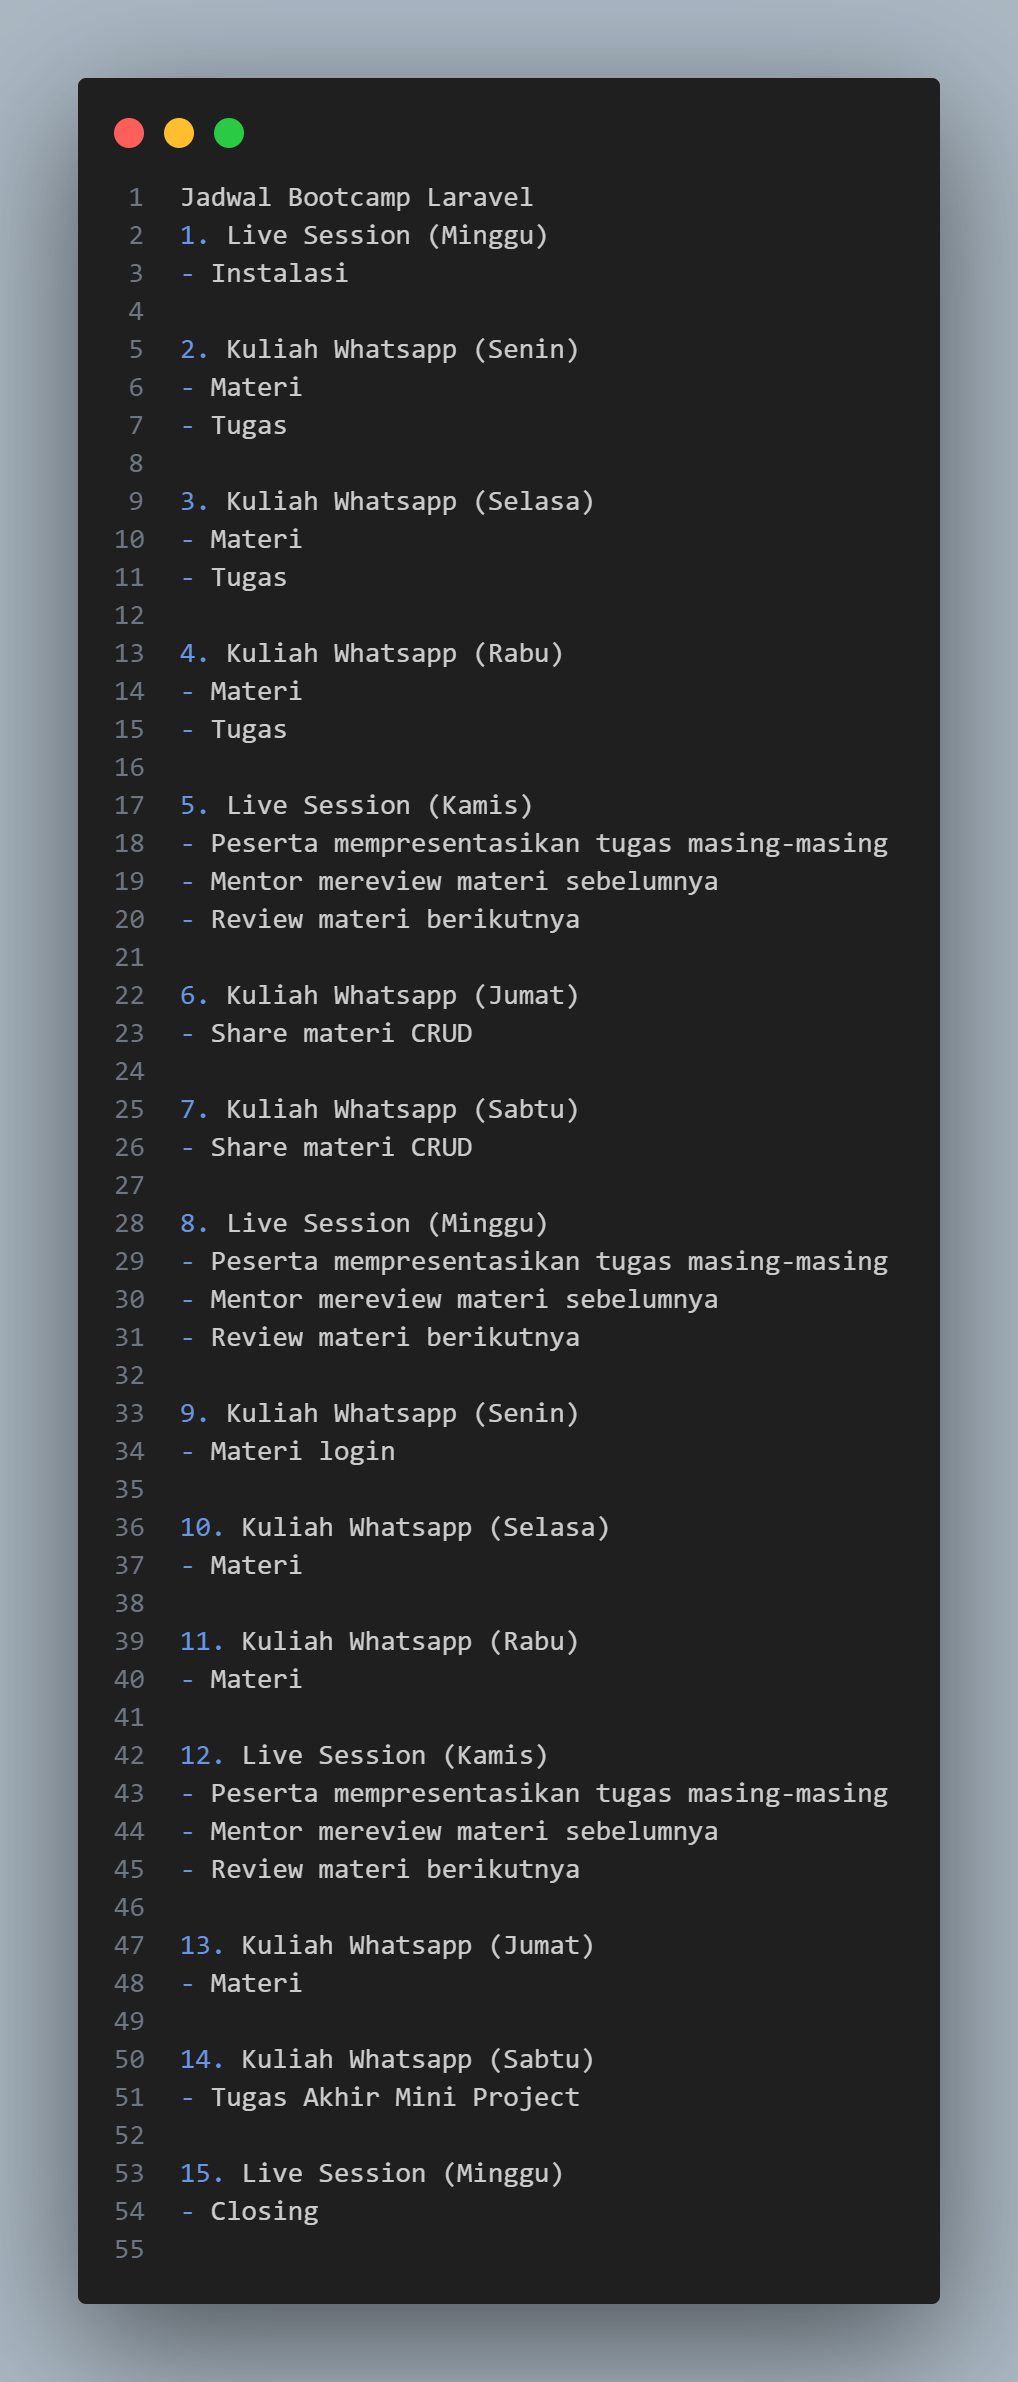 1 Jadwal Bootcamp Laravel
2 1. Live Session (Minggu)
3 - Instalasi
4
5 2. Kuliah Whatsapp (Senin)
6 - Materi
7 - Tugas
8
9 3. Kuliah Whatsapp (Selasa)
10 - Materi
11 - Tugas
12
13 4. Kuliah Whatsapp (Rabu)
14 - Materi
15 - Tugas
16
17 5. Live Session (Kamis)
18 - Peserta mempresentasikan tugas masing-masing
19 - Mentor mereview materi sebelumnya
20 - Review materi berikutnya
21
22 6. Kuliah Whatsapp (Jumat)
23 - Share materi CRUD
24
25 7. Kuliah Whatsapp (Sabtu)
26 - Share materi CRUD
27
28 8. Live Session (Minggu)
29 - Peserta mempresentasikan tugas masing-masing
30 - Mentor mereview materi sebelumnya
31 - Review materi berikutnya
32
33 9. Kuliah Whatsapp (Senin)
34 - Materi login
35
36 10. Kuliah Whatsapp (Selasa)
37 - Materi
38
39 11. Kuliah Whatsapp (Rabu)
40 - Materi
41
42 12. Live Session (Kamis)
43 - Peserta mempresentasikan tugas masing-masing
44 - Mentor mereview materi sebelumnya
45 - Review materi berikutnya
46
47 13. Kuliah Whatsapp (Jumat)
48 - Materi
49
50 14. Kuliah Whatsapp (Sabtu)
51 - Tugas Akhir Mini Project
52
53 15. Live Session (Minggu)
54 - Closing
55